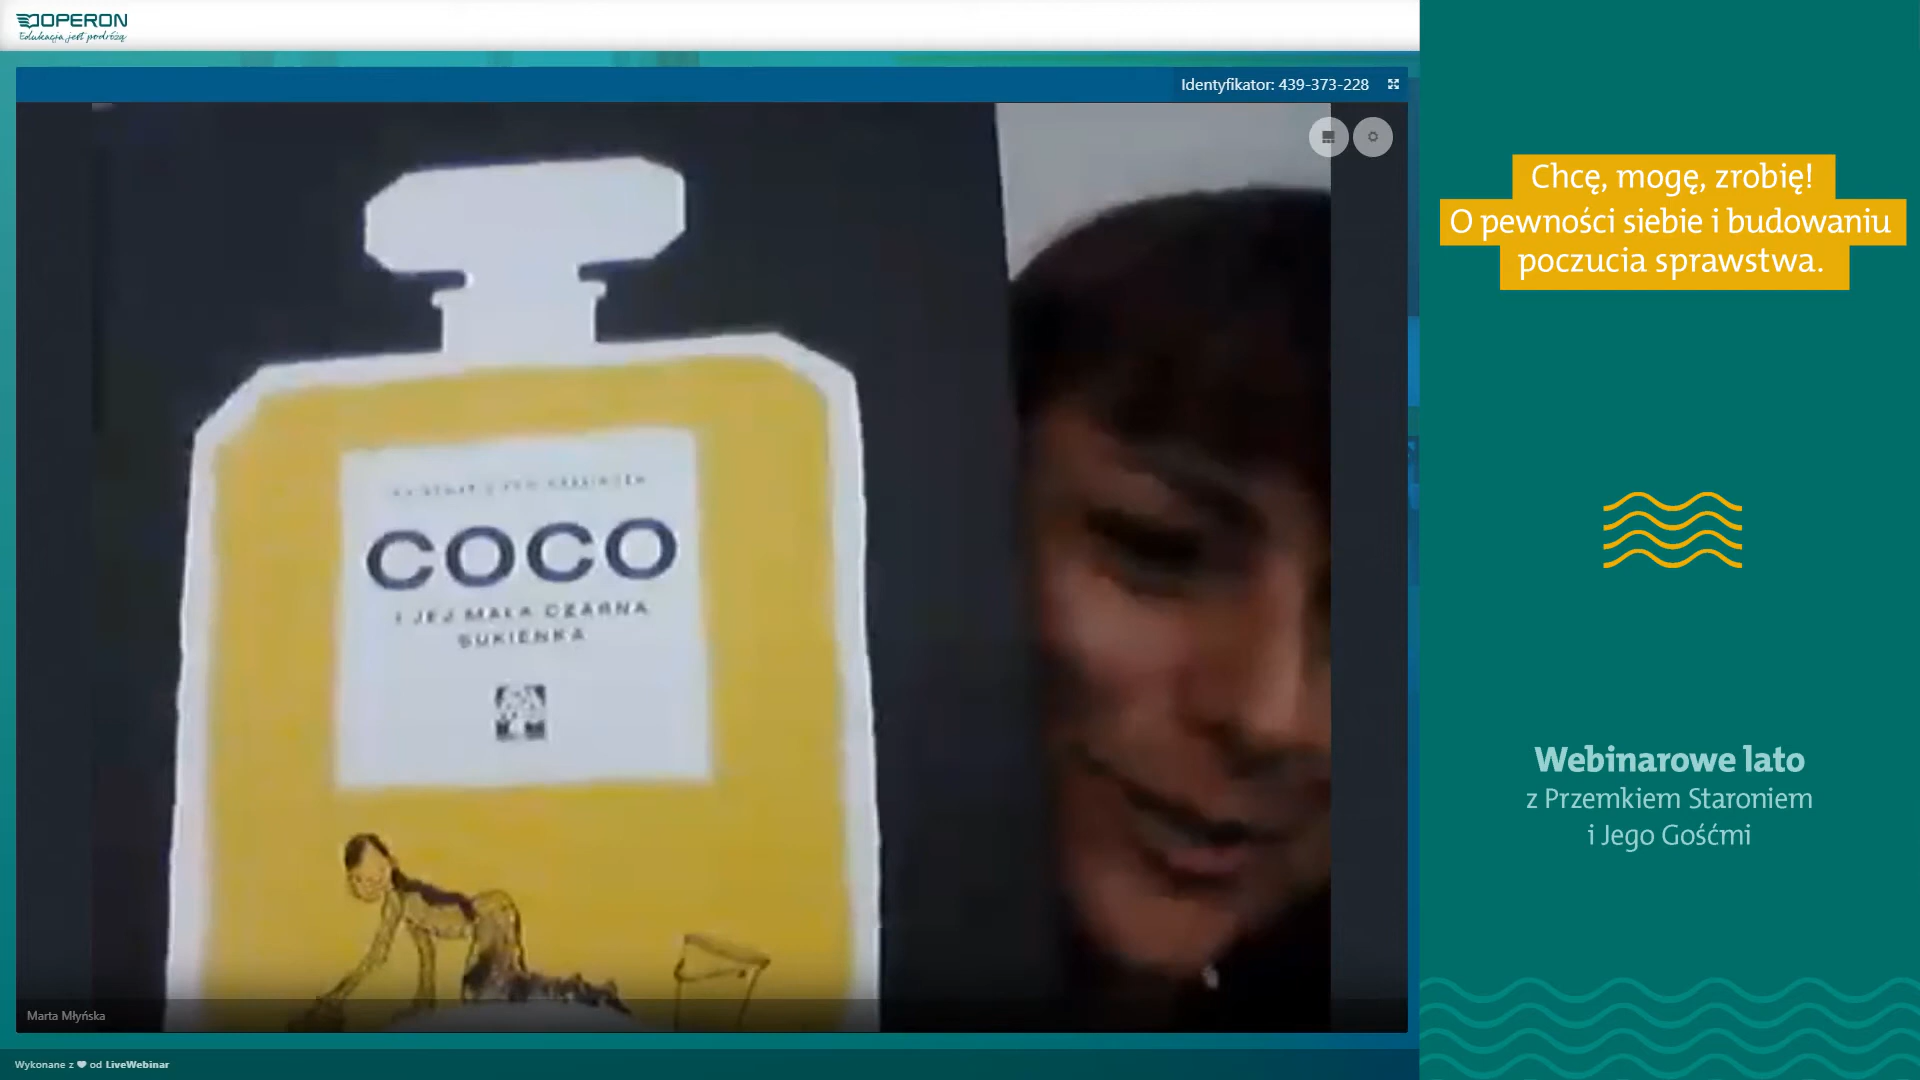 OPERON
Edukacja jest podróżą
Identyfikator: 439-373-228
COCO
I JEJ MAŁA CZARNA
SUKIENKA
Marta Młyńska
Wykonane z ❤ od LiveWebinar
Chcę, mogę, zrobię!
O pewności siebie i budowaniu
poczucia sprawstwa.
Webinarowe lato
z Przemkiem Staroniem
i Jego Gośćmi